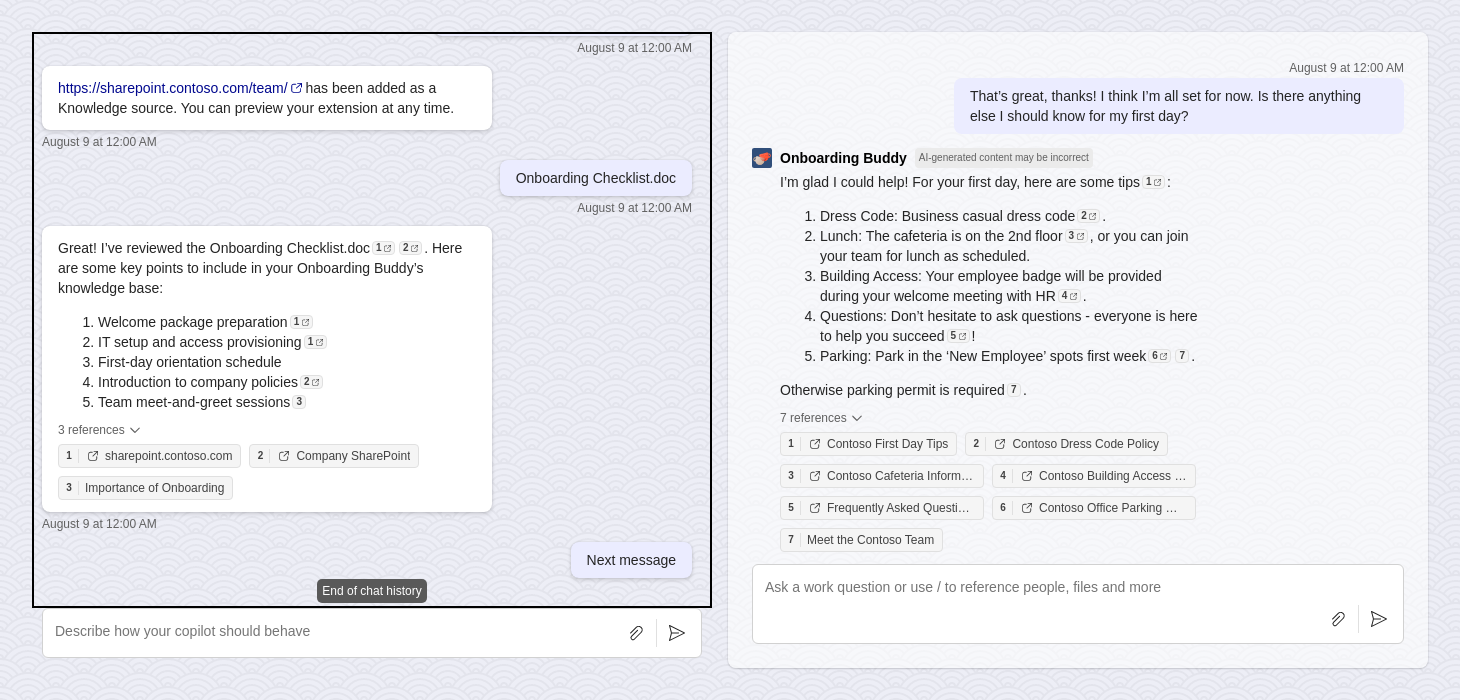 August 9 at 12:00 AM
https://sharepoint.contoso.com/team/ has been added as a
Knowledge source. You can preview your extension at any time.
August 9 at 12:00 AM
Onboarding Checklist.doc
August 9 at 12:00 AM
Great! I’ve reviewed the Onboarding Checklist.doc 1 2 . Here
are some key points to include in your Onboarding Buddy’s
knowledge base:
1. Welcome package preparation 1
2. IT setup and access provisioning 1
3. First-day orientation schedule
4. Introduction to company policies 2
5. Team meet-and-greet sessions 3
3 references
1 sharepoint.contoso.com 2 Company SharePoint
3 Importance of Onboarding
August 9 at 12:00 AM
Next message
End of chat history
Describe how your copilot should behave
August 9 at 12:00 AM
That’s great, thanks! I think I’m all set for now. Is there anything
else I should know for my first day?
Onboarding Buddy AI-generated content may be incorrect
I’m glad I could help! For your first day, here are some tips 1 :
1. Dress Code: Business casual dress code 2 .
2. Lunch: The cafeteria is on the 2nd floor 3 , or you can join
your team for lunch as scheduled.
3. Building Access: Your employee badge will be provided
during your welcome meeting with HR 4 .
4. Questions: Don’t hesitate to ask questions - everyone is here
to help you succeed 5 !
5. Parking: Park in the ‘New Employee’ spots first week 6 7 .
Otherwise parking permit is required 7 .
7 references
1 Contoso First Day Tips 2 Contoso Dress Code Policy
3 Contoso Cafeteria Inform… 4 Contoso Building Access …
5 Frequently Asked Questi… 6 Contoso Office Parking …
7 Meet the Contoso Team
Ask a work question or use / to reference people, files and more